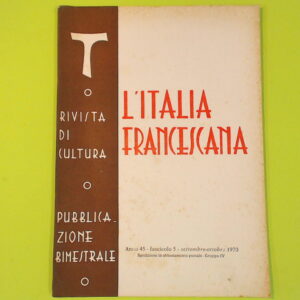 RIVISTA
DI
CULTURA
PUBBLICA_
ZIONE
BIMESTRALE
L'ITALIA
FRANCESCANA
Anno 45 - fascicolo 5 - settembre-ottobre 1970
Spedizione in abbonamento postale - Gruppo IV